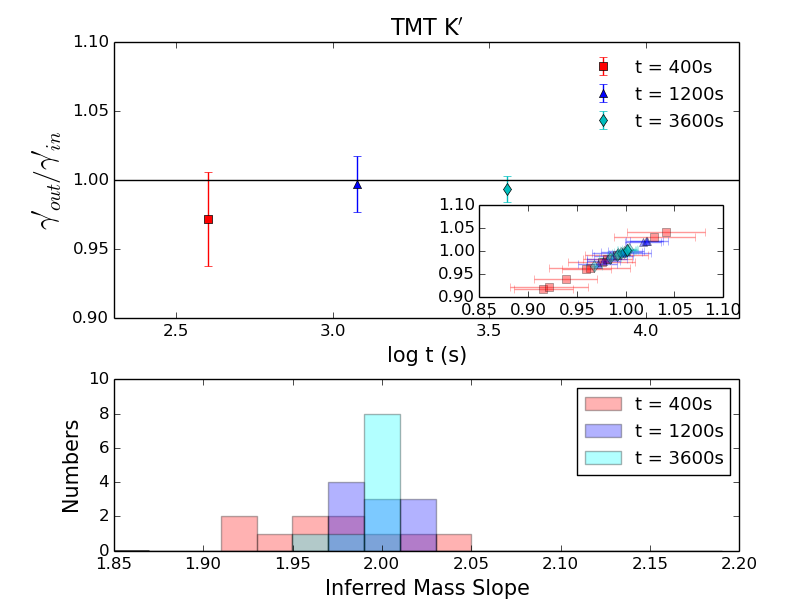 TMT K′
1.10
1.05
1.00
0.95
0.90
γ′out/γ′in
t = 400s
t = 1200s
t = 3600s
1.10
1.05
1.00
0.95
0.90
0.85 0.90 0.95 1.00 1.05 1.10
2.5 3.0 3.5 4.0
log t (s)
10
8
6
4
2
0
Numbers
t = 400s
t = 1200s
t = 3600s
1.85 1.90 1.95 2.00 2.05 2.10 2.15 2.20
Inferred Mass Slope